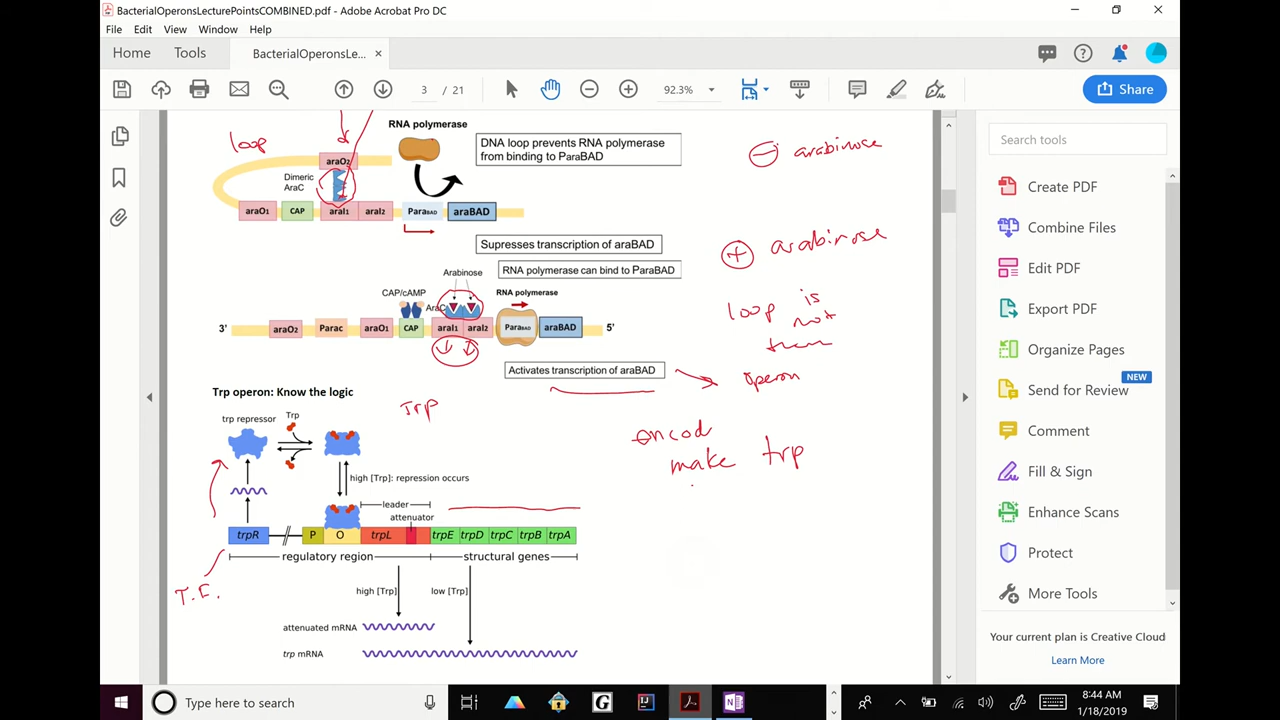 BacterialOperonsLecturePointsCOMBINED.pdf - Adobe Acrobat Pro DC
File Edit View Window Help
Home Tools BacterialOperonsLe...
3 / 21 92.3% Share
Search tools
Create PDF
Combine Files
Edit PDF
Export PDF
Organize Pages
NEW
Send for Review
Comment
Fill & Sign
Enhance Scans
Protect
More Tools
Your current plan is Creative Cloud
Learn More
loop
RNA polymerase
DNA loop prevents RNA polymerase
from binding to ParaBAD
araO2
Dimeric
AraC
araO1 CAP araI1 araI2 ParaBAD araBAD
- arabinose
Supresses transcription of araBAD
+ arabinose
RNA polymerase can bind to ParaBAD
Arabinose
CAP/cAMP
AraC
RNA polymerase
3' araO2 Parac araO1 CAP araI1 araI2 ParaBAD araBAD 5'
loop is
not
there
Activates transcription of araBAD
operon
Trp operon: Know the logic
Trp
trp repressor
Trp
encod
make trp
high [Trp]: repression occurs
leader
attenuator
trpR P O trpL trpE trpD trpC trpB trpA
regulatory region structural genes
T.F.
high [Trp] low [Trp]
attenuated mRNA
trp mRNA
Type here to search
8:44 AM
1/18/2019